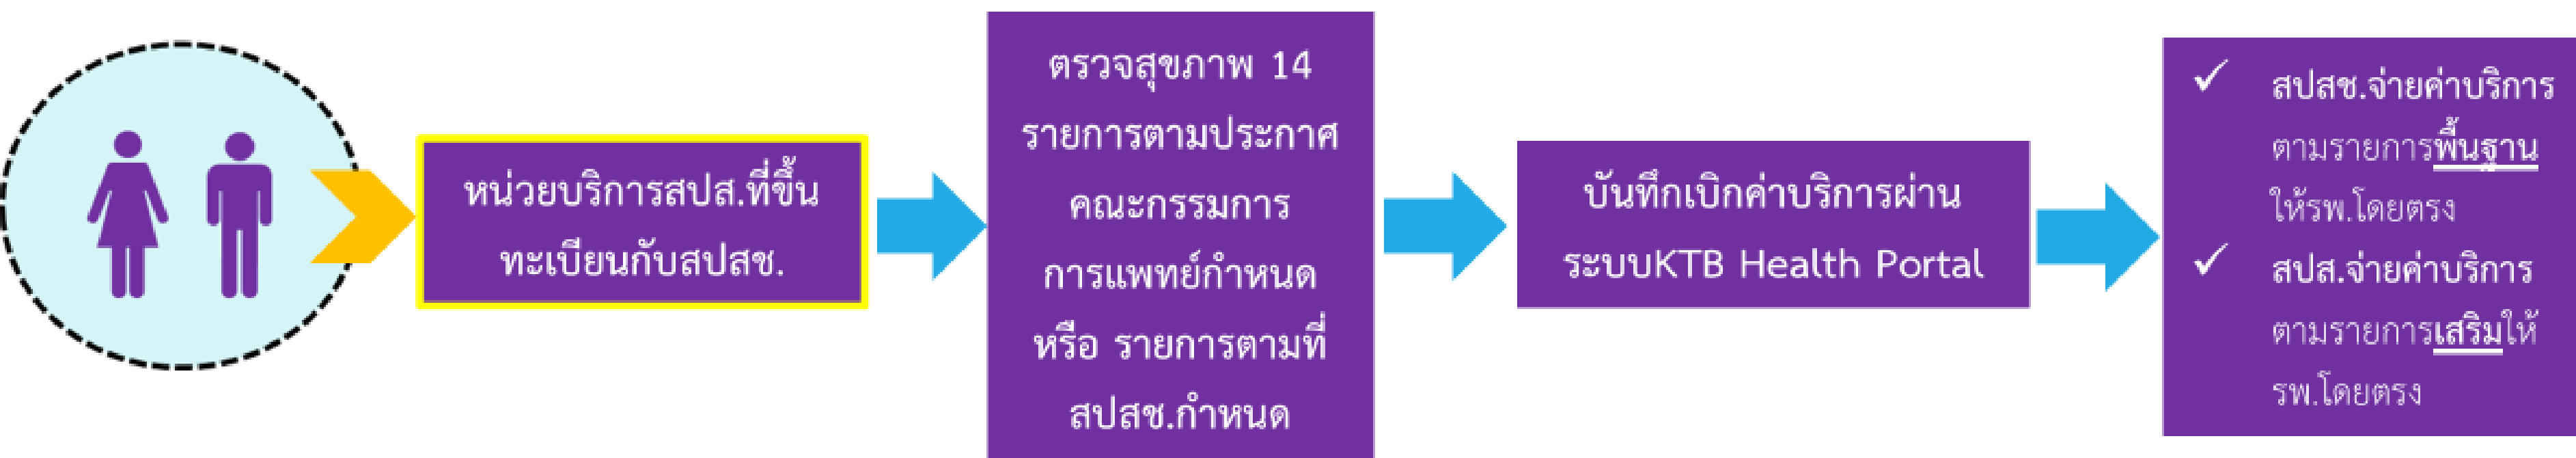 หน่วยบริการสปส.ที่ขึ้น
ทะเบียนกับสปสช.
ตรวจสุขภาพ 14
รายการตามประกาศ
คณะกรรมการ
การแพทย์กำหนด
หรือ รายการตามที่
สปสช.กำหนด
บันทึกเบิกค่าบริการผ่าน
ระบบKTB Health Portal
✓ สปสช.จ่ายค่าบริการ
ตามรายการพื้นฐาน
ให้รพ.โดยตรง
✓ สปส.จ่ายค่าบริการ
ตามรายการเสริมให้
รพ.โดยตรง